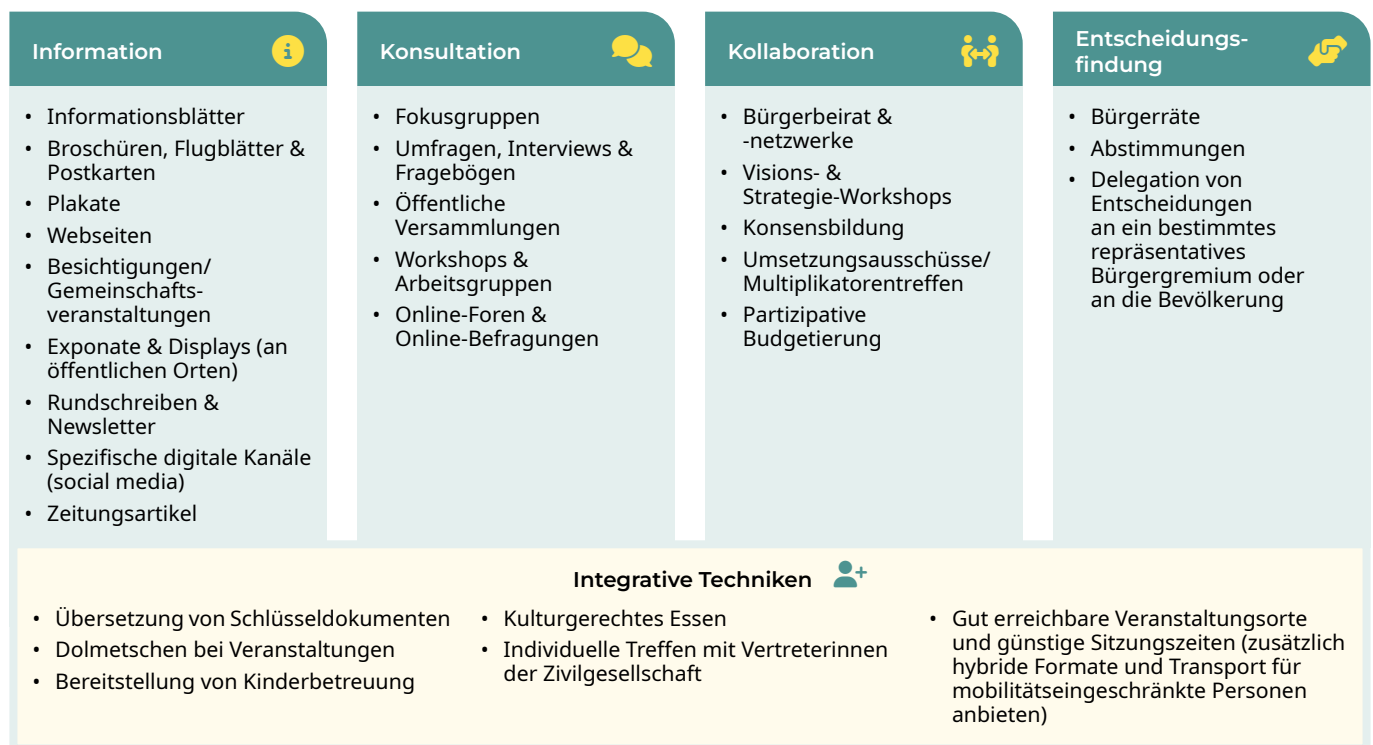 Information
• Informationsblätter
• Broschüren, Flugblätter &
Postkarten
• Plakate
• Webseiten
• Besichtigungen/
Gemeinschafts-
veranstaltungen
• Exponate & Displays (an
öffentlichen Orten)
• Rundschreiben &
Newsletter
• Spezifische digitale Kanäle
(social media)
• Zeitungsartikel
Konsultation
• Fokusgruppen
• Umfragen, Interviews &
Fragebögen
• Öffentliche
Versammlungen
• Workshops &
Arbeitsgruppen
• Online-Foren &
Online-Befragungen
Kollaboration
• Bürgerbeirat &
-netzwerke
• Visions- &
Strategie-Workshops
• Konsensbildung
• Umsetzungsausschüsse/
Multiplikatorentreffen
• Partizipative
Budgetierung
Entscheidungs-
findung
• Bürgerräte
• Abstimmungen
• Delegation von
Entscheidungen
an ein bestimmtes
repräsentatives
Bürgergremium oder
an die Bevölkerung
Integrative Techniken
• Übersetzung von Schlüsseldokumenten
• Dolmetschen bei Veranstaltungen
• Bereitstellung von Kinderbetreuung
• Kulturgerechtes Essen
• Individuelle Treffen mit Vertreterinnen
der Zivilgesellschaft
• Gut erreichbare Veranstaltungsorte
und günstige Sitzungszeiten (zusätzlich
hybride Formate und Transport für
mobilitätseingeschränkte Personen
anbieten)